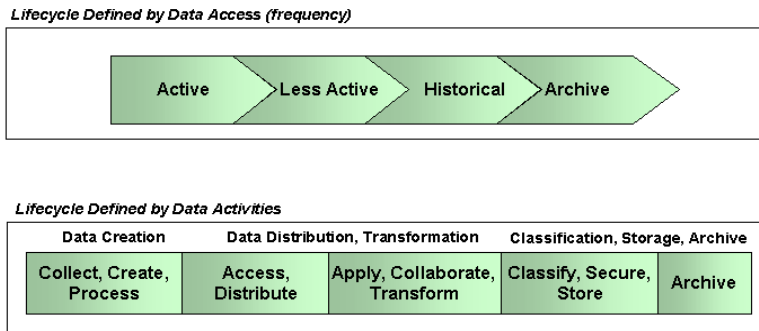 Lifecycle Defined by Data Access (frequency)
Active
Less Active
Historical
Archive
Lifecycle Defined by Data Activities
Data Creation
Data Distribution, Transformation
Classification, Storage, Archive
Collect, Create,
Process
Access,
Distribute
Apply, Collaborate,
Transform
Classify, Secure,
Store
Archive